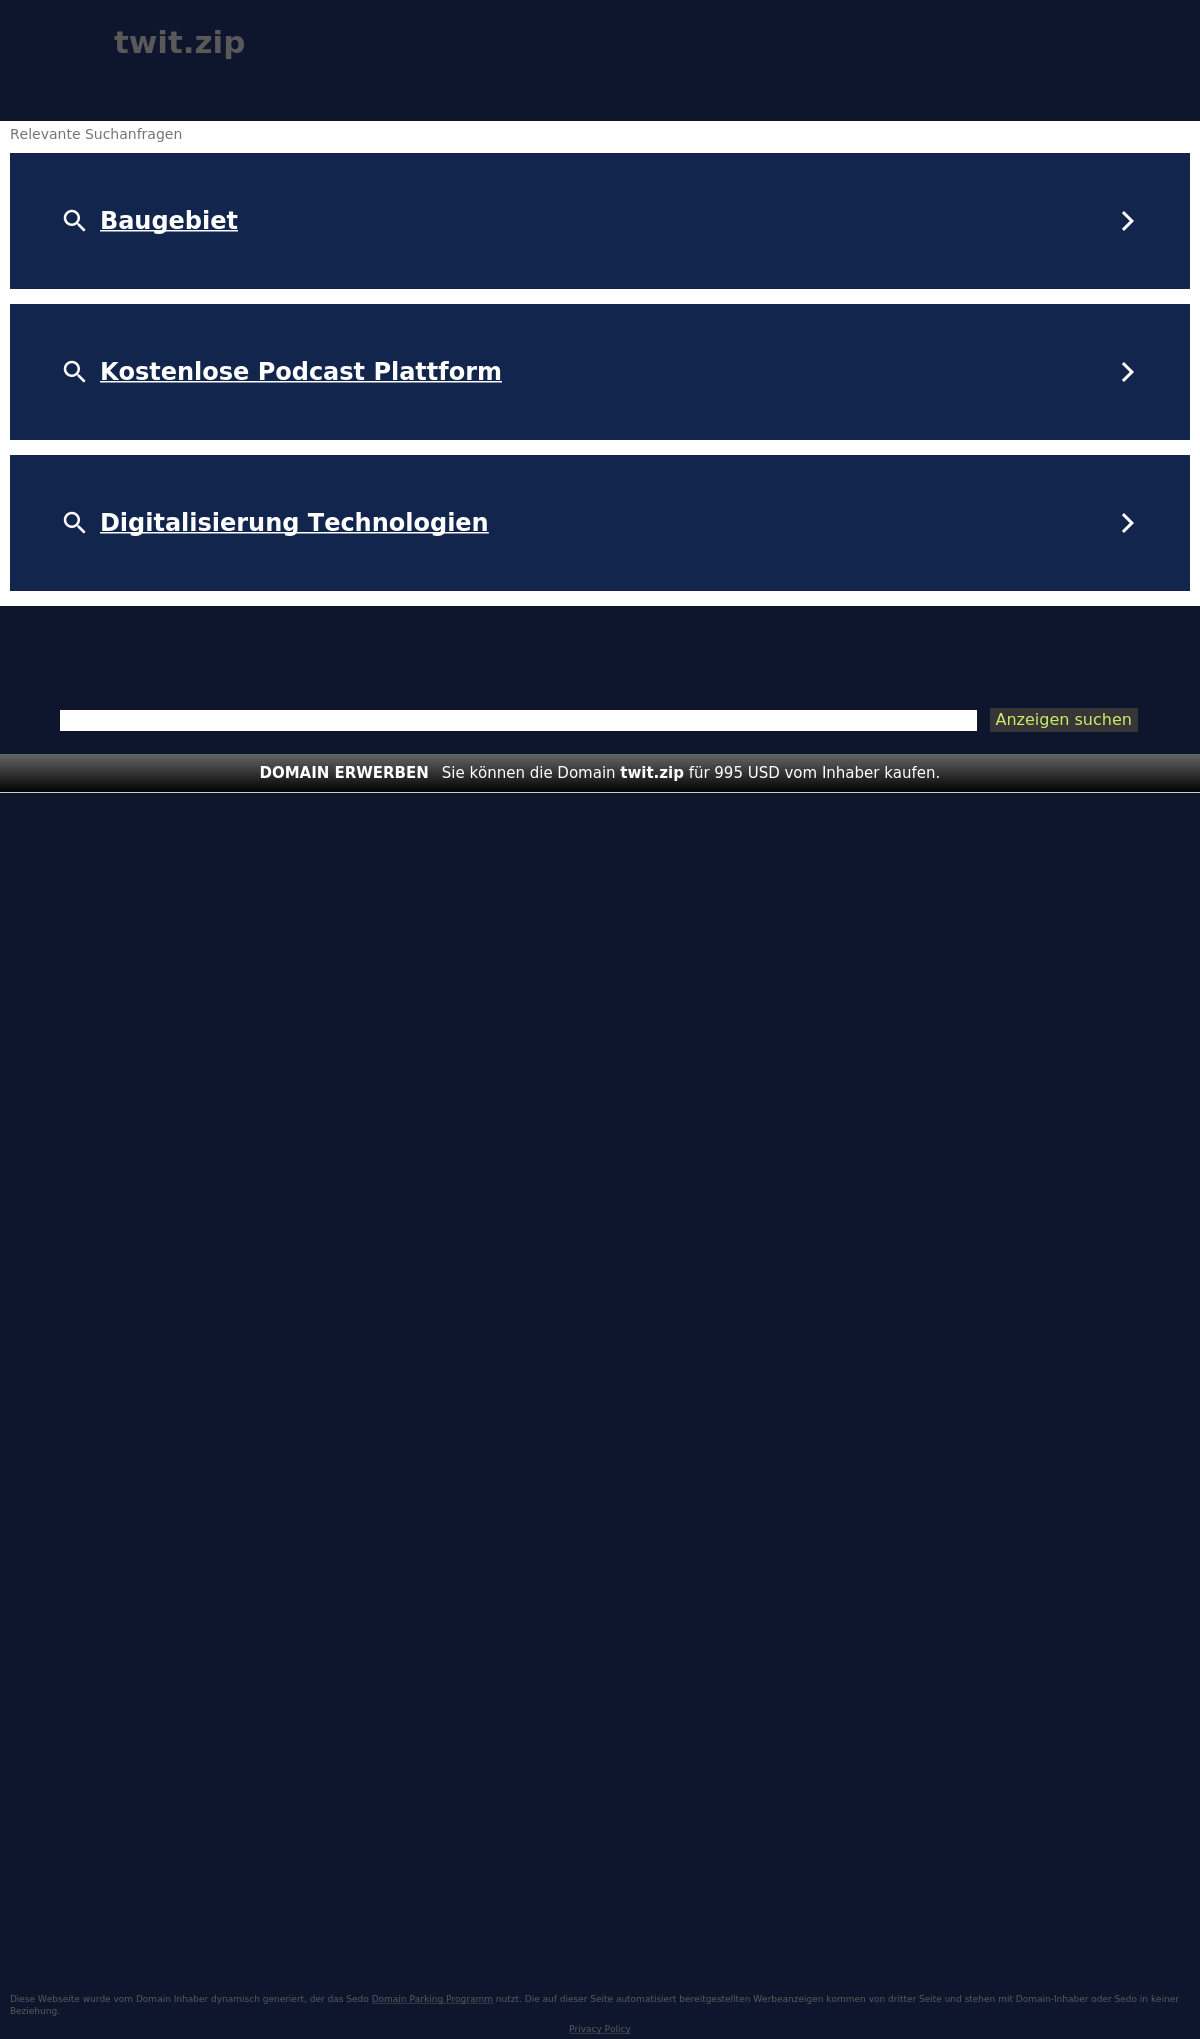 twit.zip
Relevante Suchanfragen
Baugebiet
Kostenlose Podcast Plattform
Digitalisierung Technologien
Anzeigen suchen
DOMAIN ERWERBEN Sie können die Domain twit.zip für 995 USD vom Inhaber kaufen.
Diese Webseite wurde vom Domain Inhaber dynamisch generiert, der das Sedo Domain Parking Programm nutzt. Die auf dieser Seite automatisiert bereitgestellten Werbeanzeigen kommen von dritter Seite und stehen mit Domain-Inhaber oder Sedo in keiner
Beziehung.
Privacy Policy